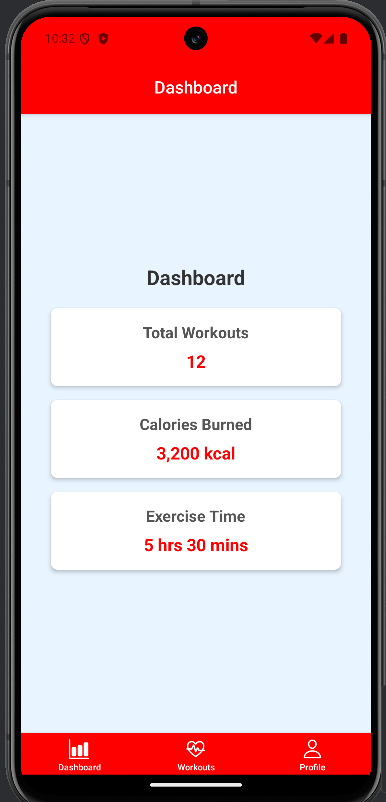 10:32
Dashboard
Dashboard
Total Workouts
12
Calories Burned
3,200 kcal
Exercise Time
5 hrs 30 mins
Dashboard
Workouts
Profile